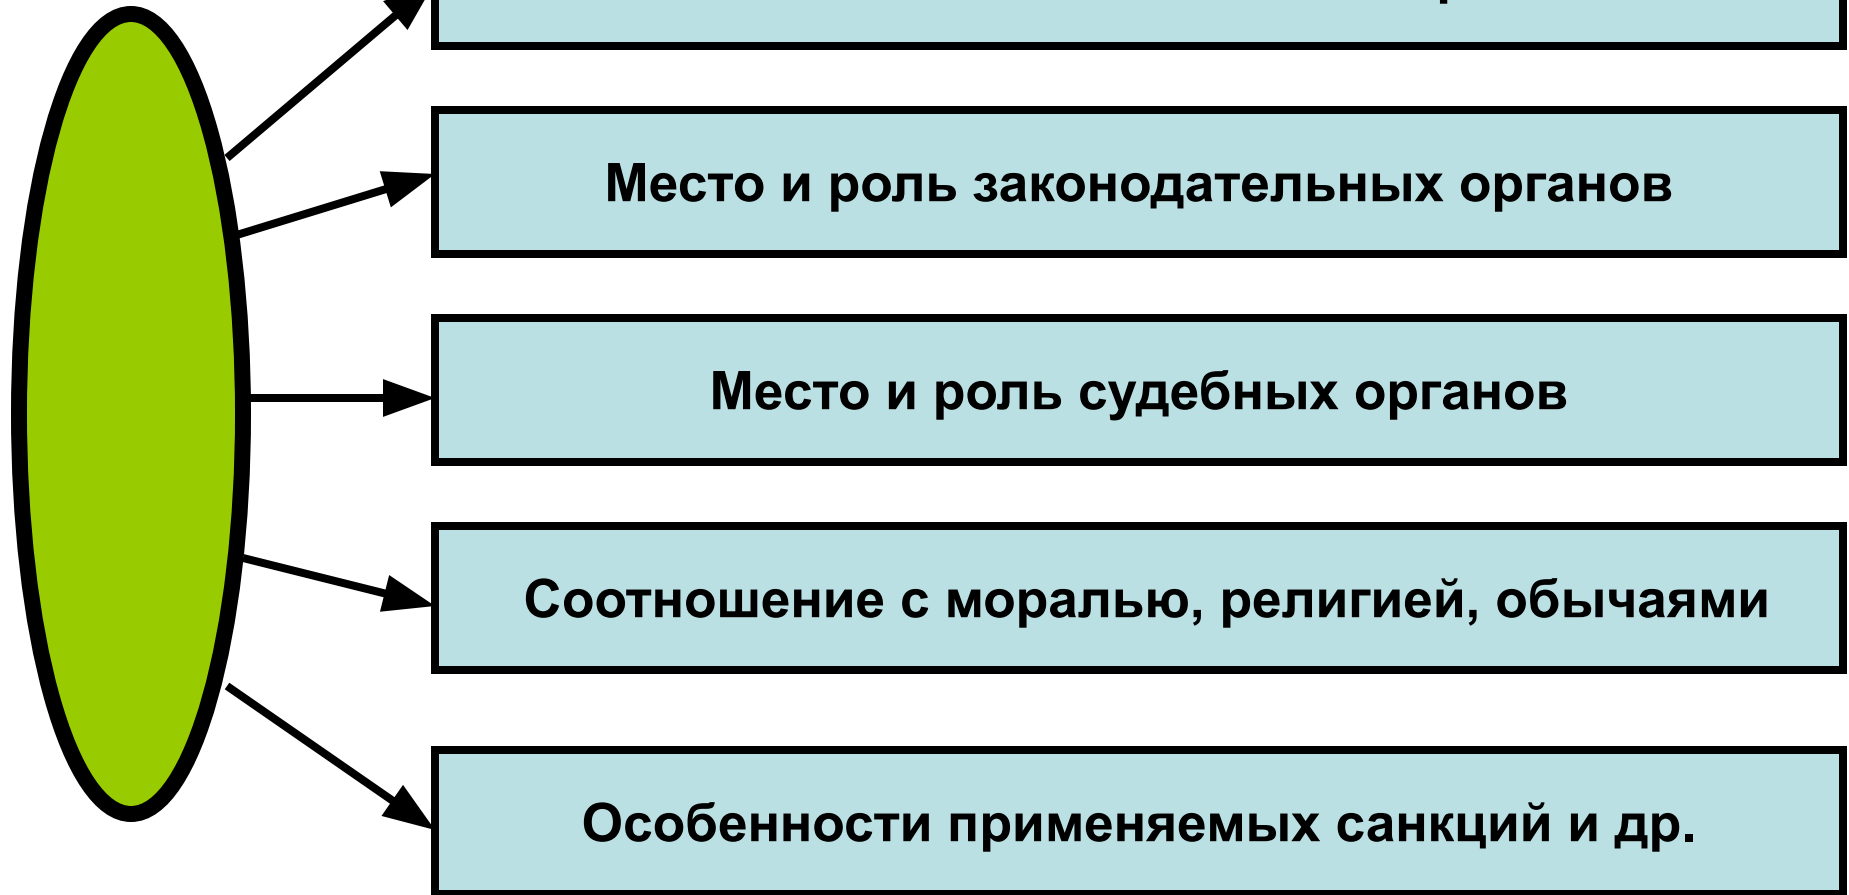 Место и роль законодательных органов
Место и роль судебных органов
Соотношение с моралью, религией, обычаями
Особенности применяемых санкций и др.